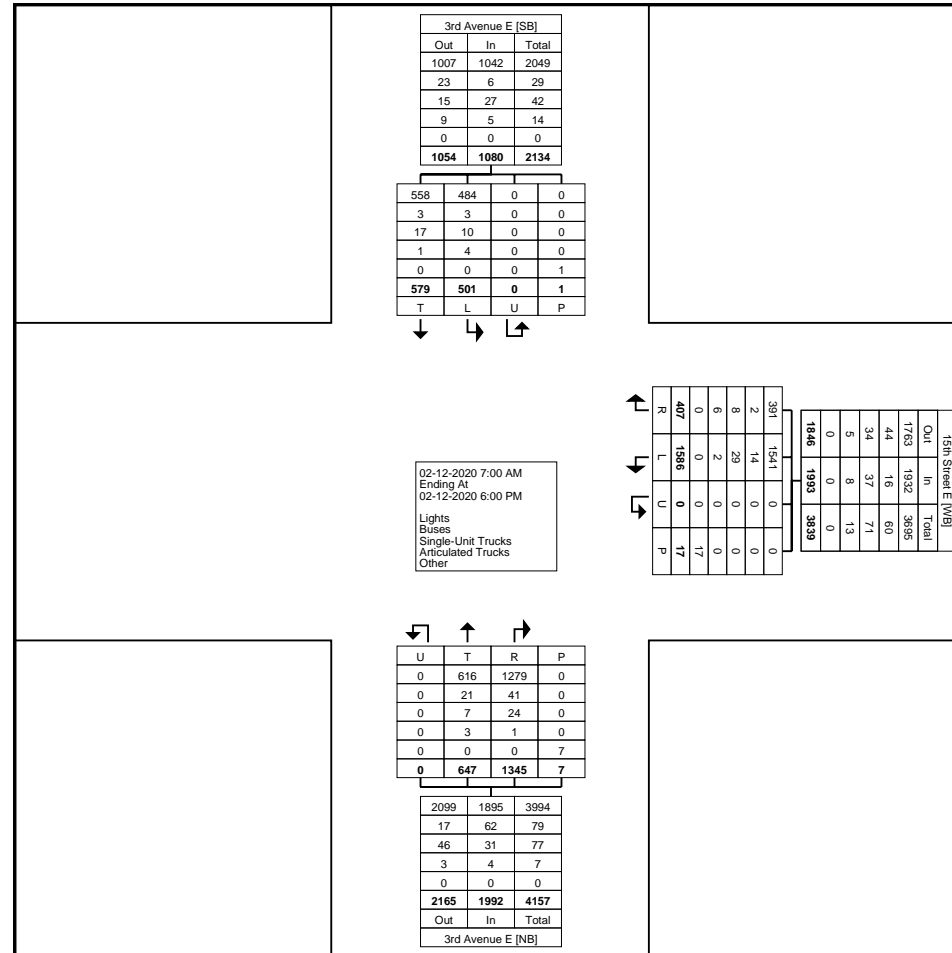 3rd Avenue E [SB]
Out In Total
1007 1042 2049
23 6 29
15 27 42
9 5 14
0 0 0
1054 1080 2134
558 484 0 0
3 3 0 0
17 10 0 0
1 4 0 0
0 0 0 1
579 501 0 1
T L U P
15th Street E [WB]
Out In Total
1763 1932 3695
44 16 60
34 37 71
5 8 13
0 0 0
1846 1993 3839
391 1541 0 0
2 14 0 0
8 29 0 0
6 2 0 0
0 0 0 17
407 1586 0 17
R L U P
02-12-2020 7:00 AM
Ending At
02-12-2020 6:00 PM
Lights
Buses
Single-Unit Trucks
Articulated Trucks
Other
U T R P
0 616 1279 0
0 21 41 0
0 7 24 0
0 3 1 0
0 0 0 7
0 647 1345 7
2099 1895 3994
17 62 79
46 31 77
3 4 7
0 0 0
2165 1992 4157
Out In Total
3rd Avenue E [NB]